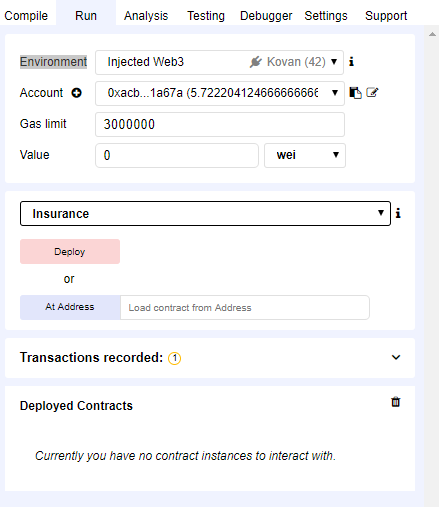 Compile Run Analysis Testing Debugger Settings Support
Environment Injected Web3 Kovan (42)
Account 0xacb...1a67a (5.722204124666666666
Gas limit 3000000
Value 0 wei
Insurance
Deploy
or
At Address Load contract from Address
Transactions recorded: 1
Deployed Contracts
Currently you have no contract instances to interact with.